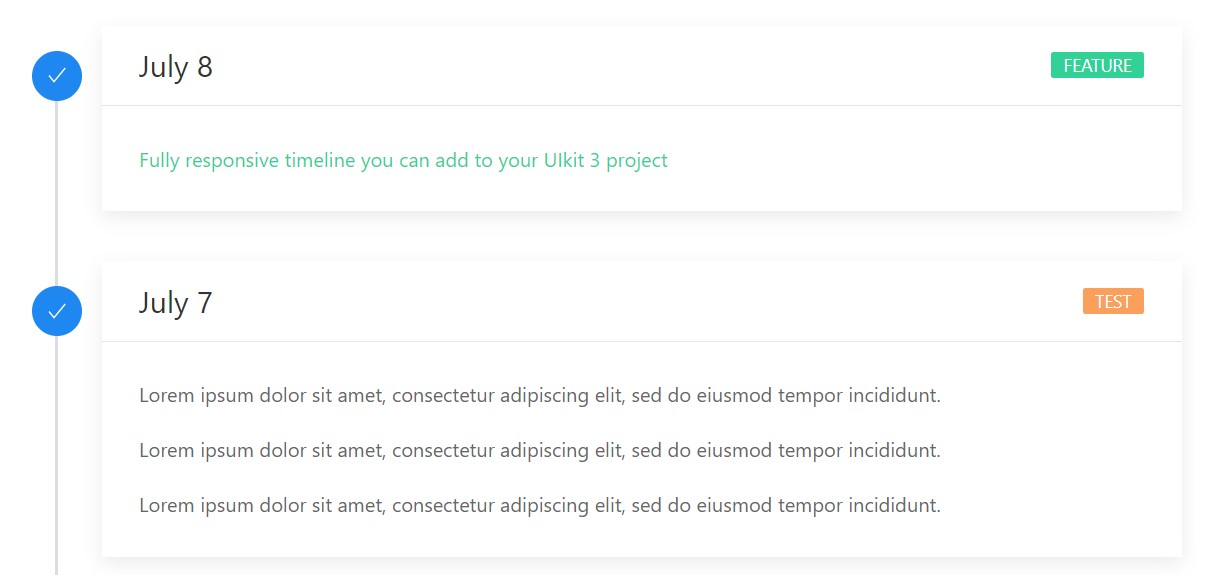 July 8
FEATURE
Fully responsive timeline you can add to your UIkit 3 project
July 7
TEST
Lorem ipsum dolor sit amet, consectetur adipiscing elit, sed do eiusmod tempor incididunt.
Lorem ipsum dolor sit amet, consectetur adipiscing elit, sed do eiusmod tempor incididunt.
Lorem ipsum dolor sit amet, consectetur adipiscing elit, sed do eiusmod tempor incididunt.